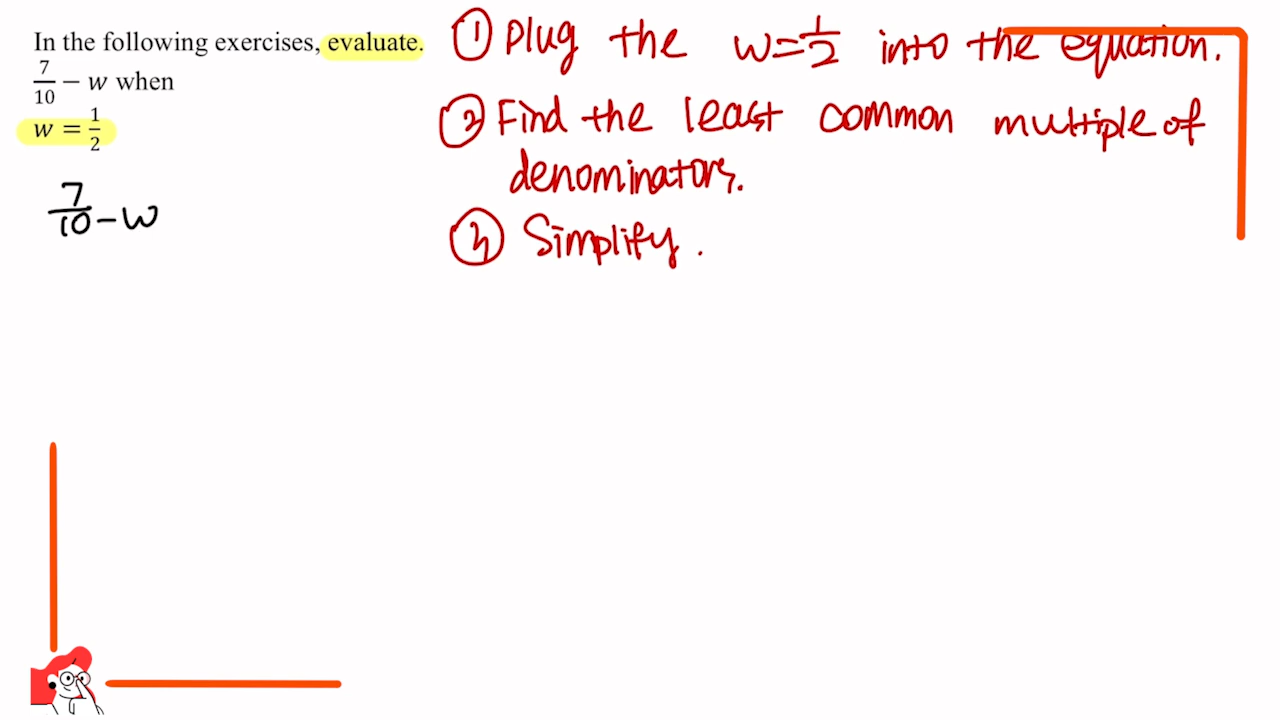 In the following exercises, evaluate.
7/10 − w when
w = 1/2
7/10 − w
① Plug the w = 1/2 into the equation.
② Find the least common multiple of
denominators.
③ Simplify.